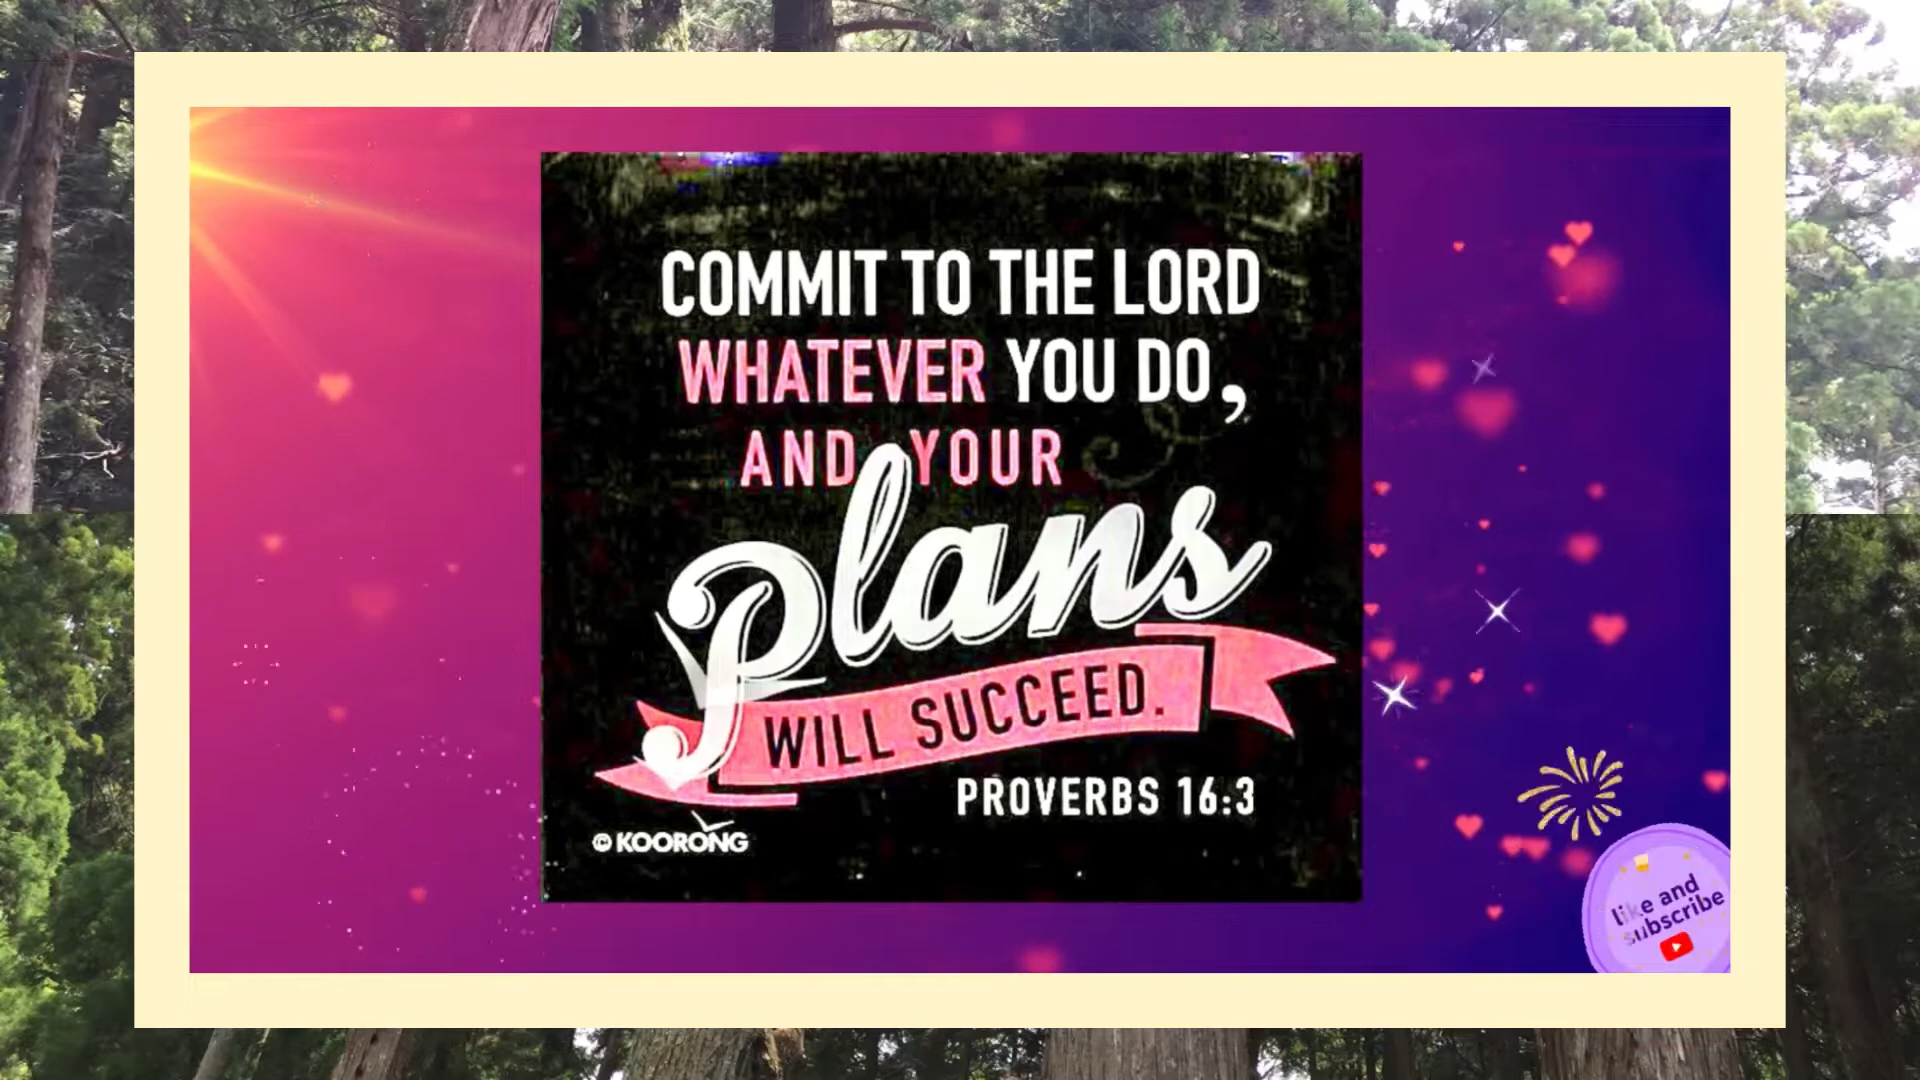 COMMIT TO THE LORD
WHATEVER YOU DO,
AND YOUR
Plans
WILL SUCCEED.
PROVERBS 16:3
© KOORONG
like and
subscribe